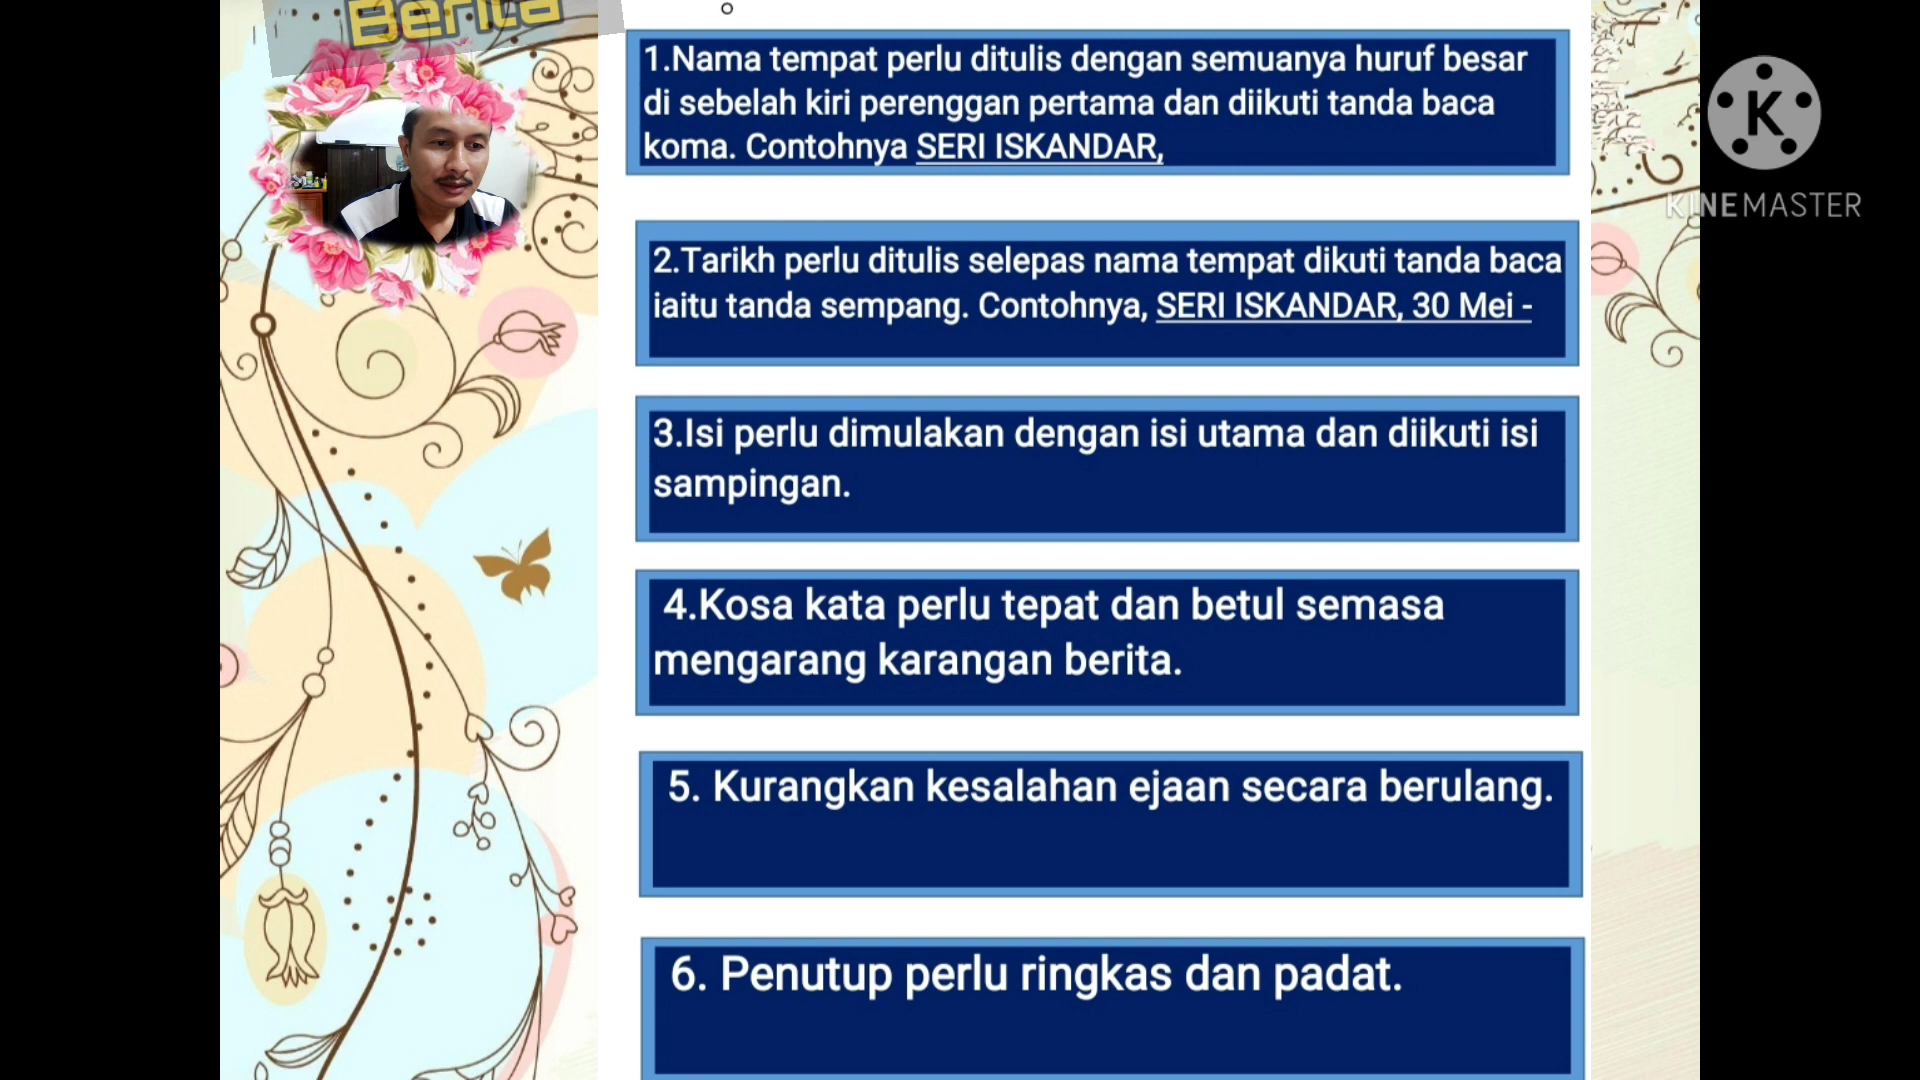 Berita
1.Nama tempat perlu ditulis dengan semuanya huruf besar
di sebelah kiri perenggan pertama dan diikuti tanda baca
koma. Contohnya SERI ISKANDAR,
2.Tarikh perlu ditulis selepas nama tempat dikuti tanda baca
iaitu tanda sempang. Contohnya, SERI ISKANDAR, 30 Mei -
3.Isi perlu dimulakan dengan isi utama dan diikuti isi
sampingan.
4.Kosa kata perlu tepat dan betul semasa
mengarang karangan berita.
5. Kurangkan kesalahan ejaan secara berulang.
6. Penutup perlu ringkas dan padat.
K
KINEMASTER